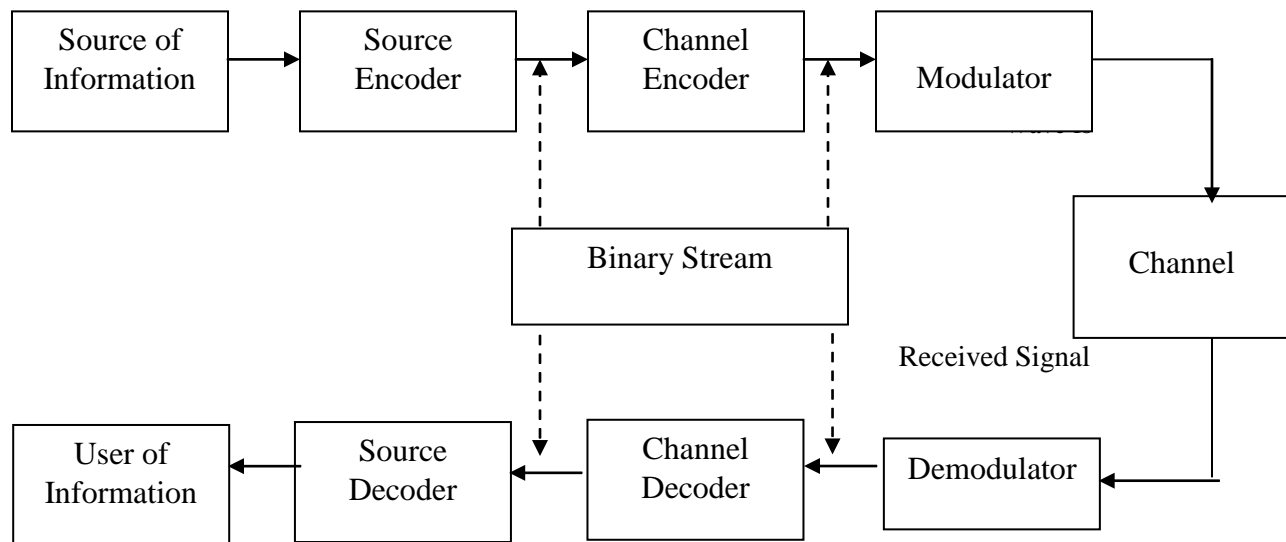 Source of
Information
Source
Encoder
Channel
Encoder
Modulator
Binary Stream
Channel
Received Signal
User of
Information
Source
Decoder
Channel
Decoder
Demodulator